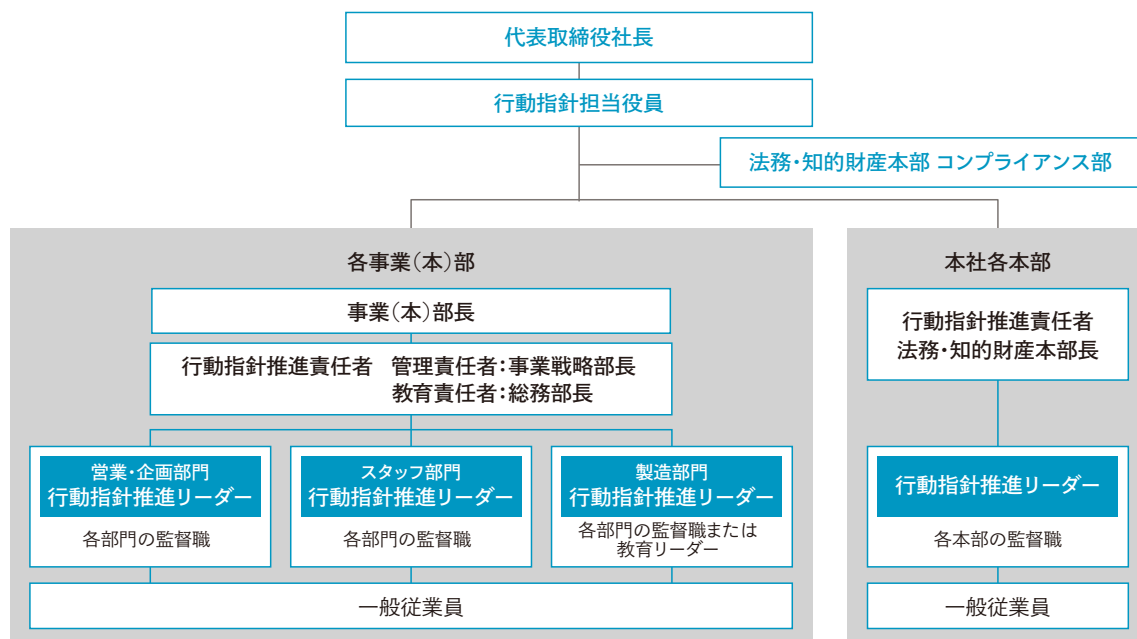 代表取締役社長
行動指針担当役員
法務・知的財産本部 コンプライアンス部
各事業(本)部
事業(本)部長
行動指針推進責任者　管理責任者：事業戦略部長
教育責任者：総務部長
営業・企画部門
行動指針推進リーダー
各部門の監督職
スタッフ部門
行動指針推進リーダー
各部門の監督職
製造部門
行動指針推進リーダー
各部門の監督職または
教育リーダー
一般従業員
本社各本部
行動指針推進責任者
法務・知的財産本部長
行動指針推進リーダー
各本部の監督職
一般従業員